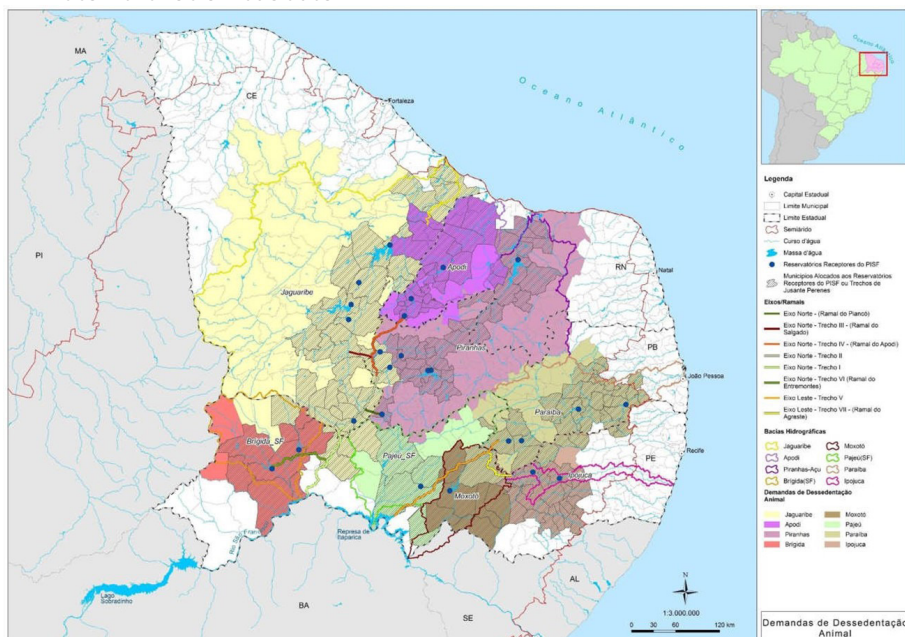 MA
CE
Fortaleza
Oceano Atlântico
PI
Jaguaribe
Apodi
RN
Natal
Piranhas
PB
João Pessoa
Paraíba
Brígida_SF
Pajeú_SF
Moxotó
Ipojuca
PE
Recife
Represa de
Itaparica
Lago
Sobradinho
BA
AL
SE
N
1:3.000.000
0 30 60 120 km
Legenda
Capital Estadual
Limite Municipal
Limite Estadual
Semiárido
Curso d'água
Massa d'água
Reservatórios Receptores do PISF
Municípios Alocados aos Reservatórios
Receptores do PISF ou Trechos de
Jusante Perenes
Eixos/Ramais
Eixo Norte - (Ramal do Piancó)
Eixo Norte - Trecho III - (Ramal do
Salgado)
Eixo Norte - Trecho IV - (Ramal do Apodi)
Eixo Norte - Trecho II
Eixo Norte - Trecho I
Eixo Norte - Trecho VI (Ramal do
Entremontes)
Eixo Leste - Trecho V
Eixo Leste - Trecho VII - (Ramal do
Agreste)
Bacias Hidrográficas
Jaguaribe Moxotó
Apodi Pajeú(SF)
Piranhas-Açu Paraíba
Brígida(SF) Ipojuca
Demandas de Dessedentação
Animal
Jaguaribe Moxotó
Apodi Pajeú
Piranhas Paraíba
Brígida Ipojuca
Demandas de Dessedentação
Animal